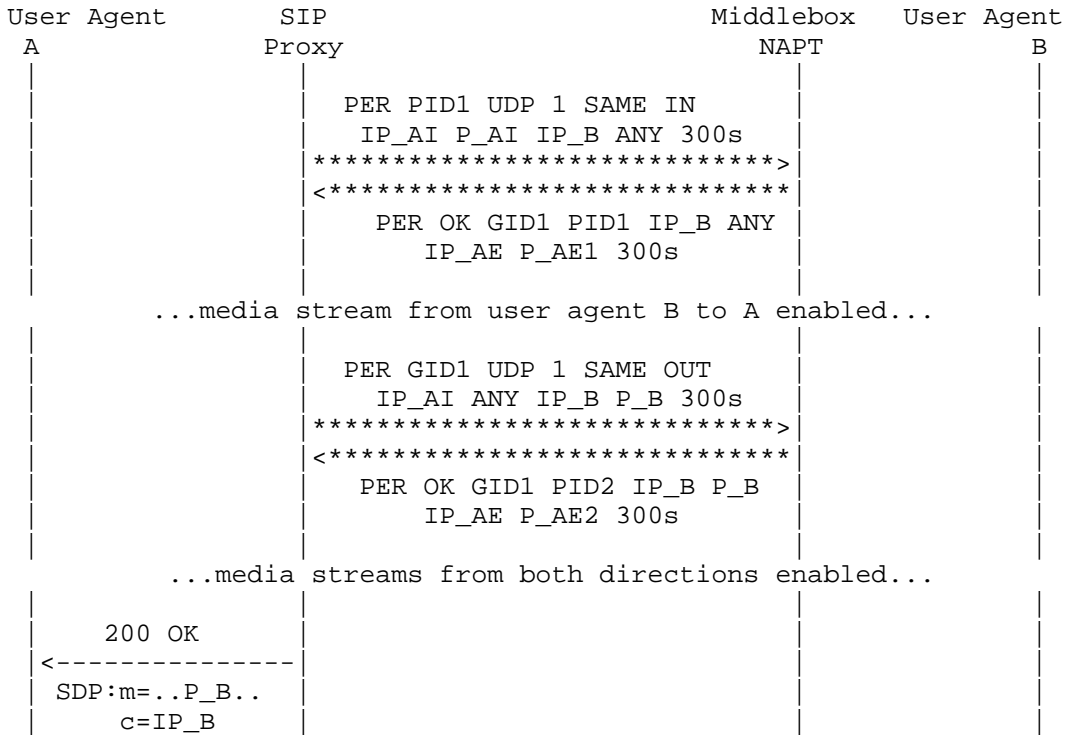 User Agent SIP Middlebox User Agent
A Proxy NAPT B
PER PID1 UDP 1 SAME IN
IP_AI P_AI IP_B ANY 300s
*****************************>
<*****************************
PER OK GID1 PID1 IP_B ANY
IP_AE P_AE1 300s
...media stream from user agent B to A enabled...
PER GID1 UDP 1 SAME OUT
IP_AI ANY IP_B P_B 300s
*****************************>
<*****************************
PER OK GID1 PID2 IP_B P_B
IP_AE P_AE2 300s
...media streams from both directions enabled...
200 OK
<---------------
SDP:m=..P_B..
c=IP_B